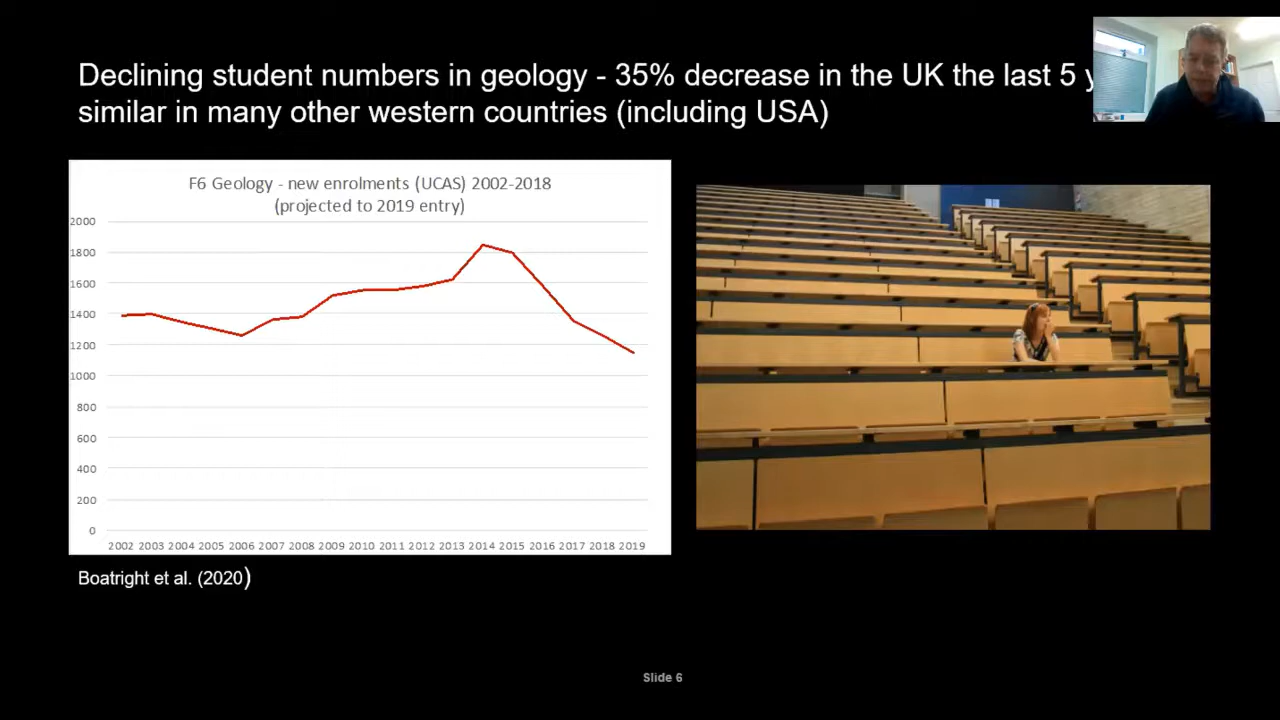 Declining student numbers in geology - 35% decrease in the UK the last 5 y
similar in many other western countries (including USA)
F6 Geology - new enrolments (UCAS) 2002-2018
(projected to 2019 entry)
2000
1800
1600
1400
1200
1000
800
600
400
200
0
2002 2003 2004 2005 2006 2007 2008 2009 2010 2011 2012 2013 2014 2015 2016 2017 2018 2019
Boatright et al. (2020)
Slide 6